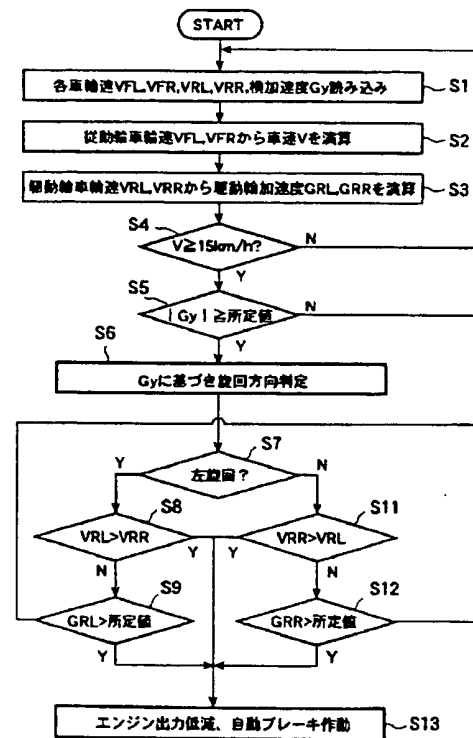 START
各車輪速VFL,VFR,VRL,VRR,横加速度Gy読み込み
S1
従動輪車輪速VFL,VFRから車速Vを演算
S2
駆動輪車輪速VRL,VRRから駆動輪加速度GRL,GRRを演算
S3
S4
V≧15km/h?
N
Y
S5
|Gy|≧所定値
N
Y
S6
Gyに基づき旋回方向判定
S7
Y
左旋回?
N
S8
VRL>VRR
Y
N
S11
VRR>VRL
Y
N
S9
GRL>所定値
Y
S12
GRR>所定値
Y
エンジン出力低減、自動ブレーキ作動
S13